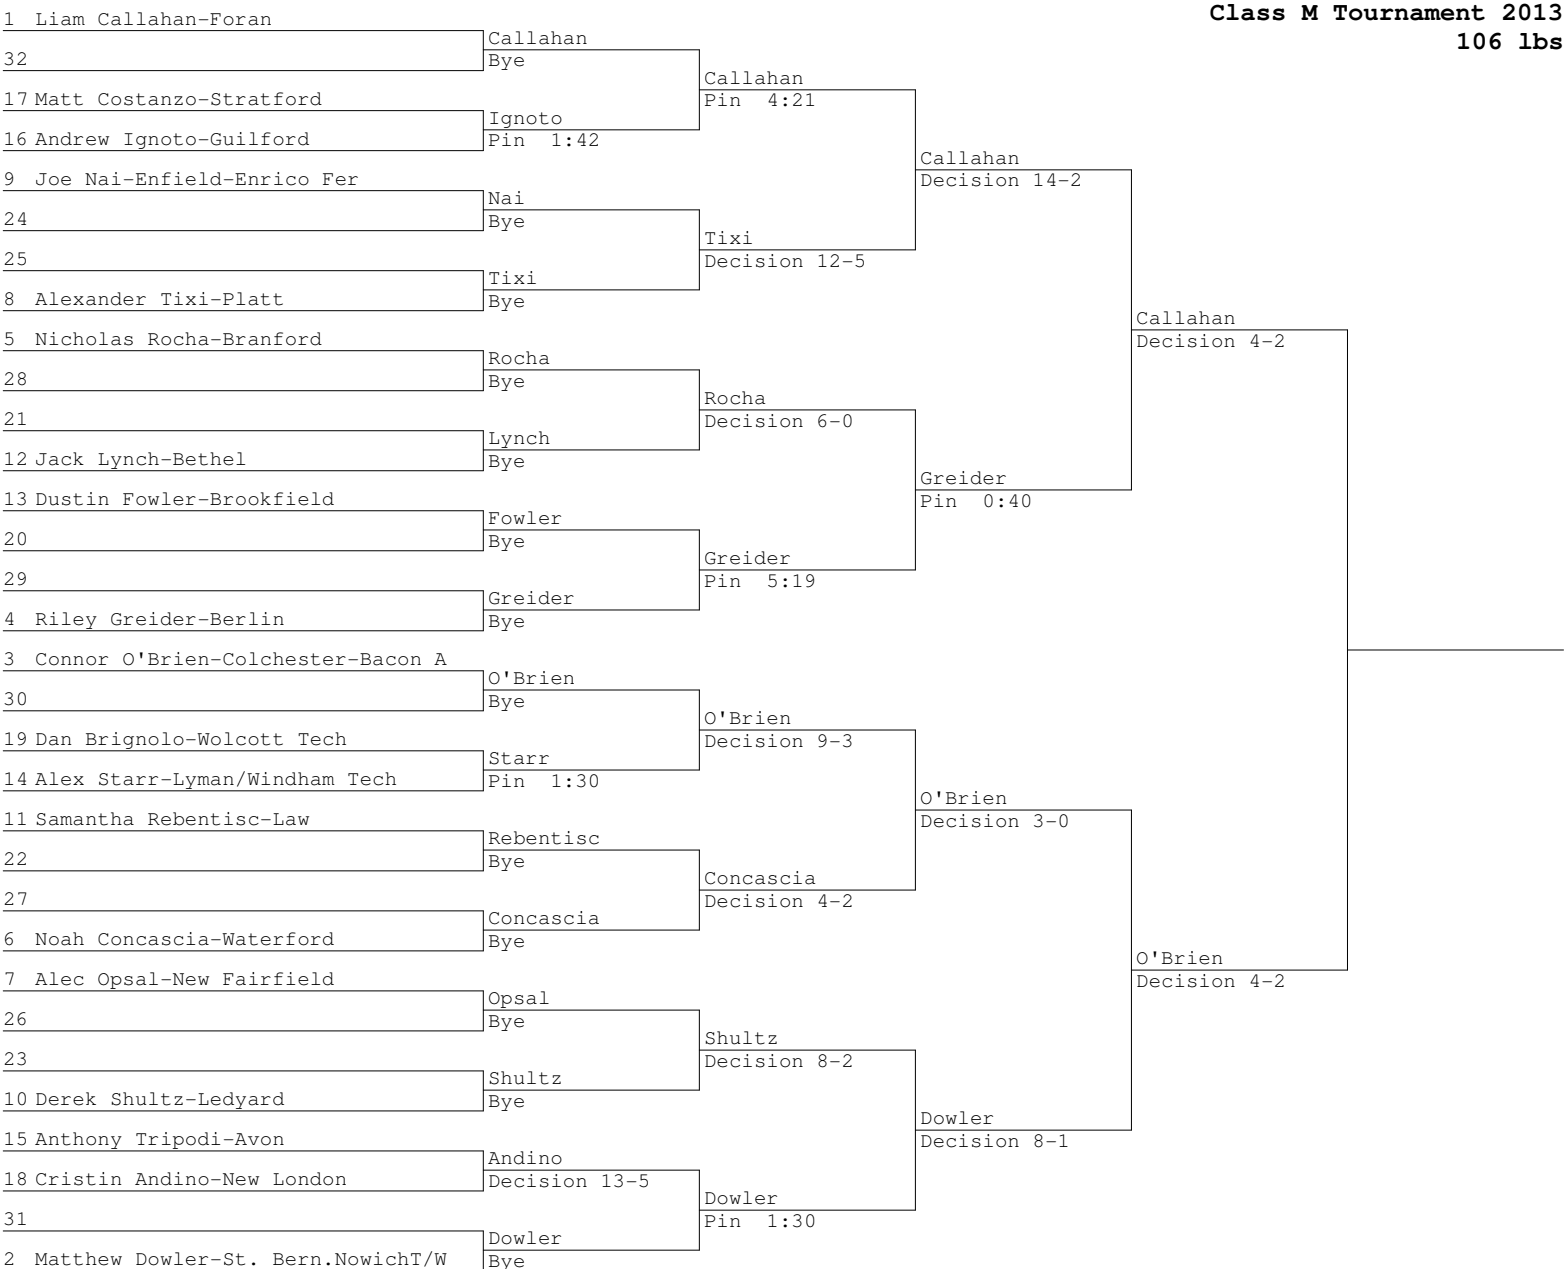 Class M Tournament 2013
106 lbs
1 Liam Callahan-Foran
32
17 Matt Costanzo-Stratford
16 Andrew Ignoto-Guilford
9 Joe Nai-Enfield-Enrico Fer
24
25
8 Alexander Tixi-Platt
5 Nicholas Rocha-Branford
28
21
12 Jack Lynch-Bethel
13 Dustin Fowler-Brookfield
20
29
4 Riley Greider-Berlin
3 Connor O'Brien-Colchester-Bacon A
30
19 Dan Brignolo-Wolcott Tech
14 Alex Starr-Lyman/Windham Tech
11 Samantha Rebentisc-Law
22
27
6 Noah Concascia-Waterford
7 Alec Opsal-New Fairfield
26
23
10 Derek Shultz-Ledyard
15 Anthony Tripodi-Avon
18 Cristin Andino-New London
31
2 Matthew Dowler-St. Bern.NowichT/W
Callahan
Bye
Ignoto
Pin 1:42
Nai
Bye
Tixi
Bye
Rocha
Bye
Lynch
Bye
Fowler
Bye
Greider
Bye
O'Brien
Bye
Starr
Pin 1:30
Rebentisc
Bye
Concascia
Bye
Opsal
Bye
Shultz
Bye
Andino
Decision 13-5
Dowler
Bye
Callahan
Pin 4:21
Tixi
Decision 12-5
Rocha
Decision 6-0
Greider
Pin 5:19
O'Brien
Decision 9-3
Concascia
Decision 4-2
Shultz
Decision 8-2
Dowler
Pin 1:30
Callahan
Decision 14-2
Greider
Pin 0:40
O'Brien
Decision 3-0
Dowler
Decision 8-1
Callahan
Decision 4-2
O'Brien
Decision 4-2